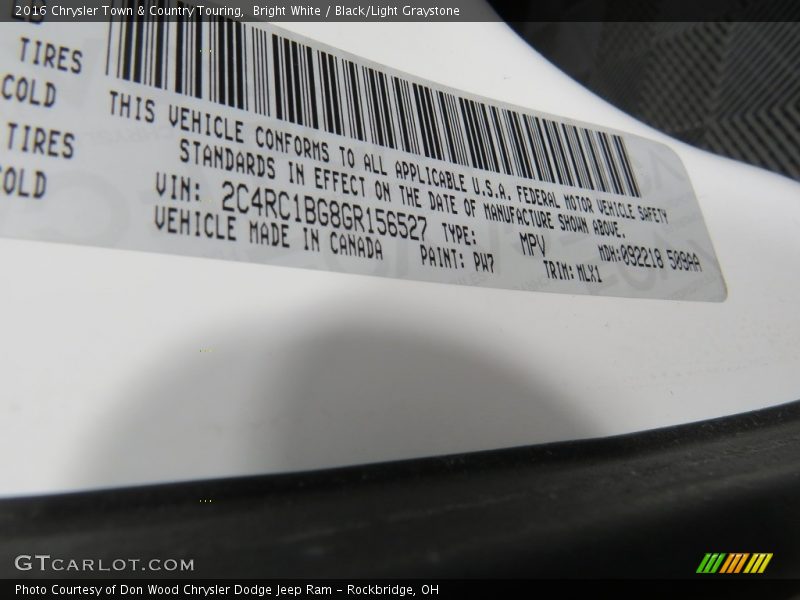 2016 Chrysler Town & Country Touring, Bright White / Black/Light Graystone
TIRES
COLD
TIRES
COLD
THIS VEHICLE CONFORMS TO ALL APPLICABLE U.S.A. FEDERAL MOTOR VEHICLE SAFETY
STANDARDS IN EFFECT ON THE DATE OF MANUFACTURE SHOWN ABOVE.
VIN: 2C4RC1BG8GR156527 TYPE: MPV MDH:092218 509AA
VEHICLE MADE IN CANADA PAINT: PW7 TRIM: MLX1
GTCARLOT.COM
Photo Courtesy of Don Wood Chrysler Dodge Jeep Ram - Rockbridge, OH